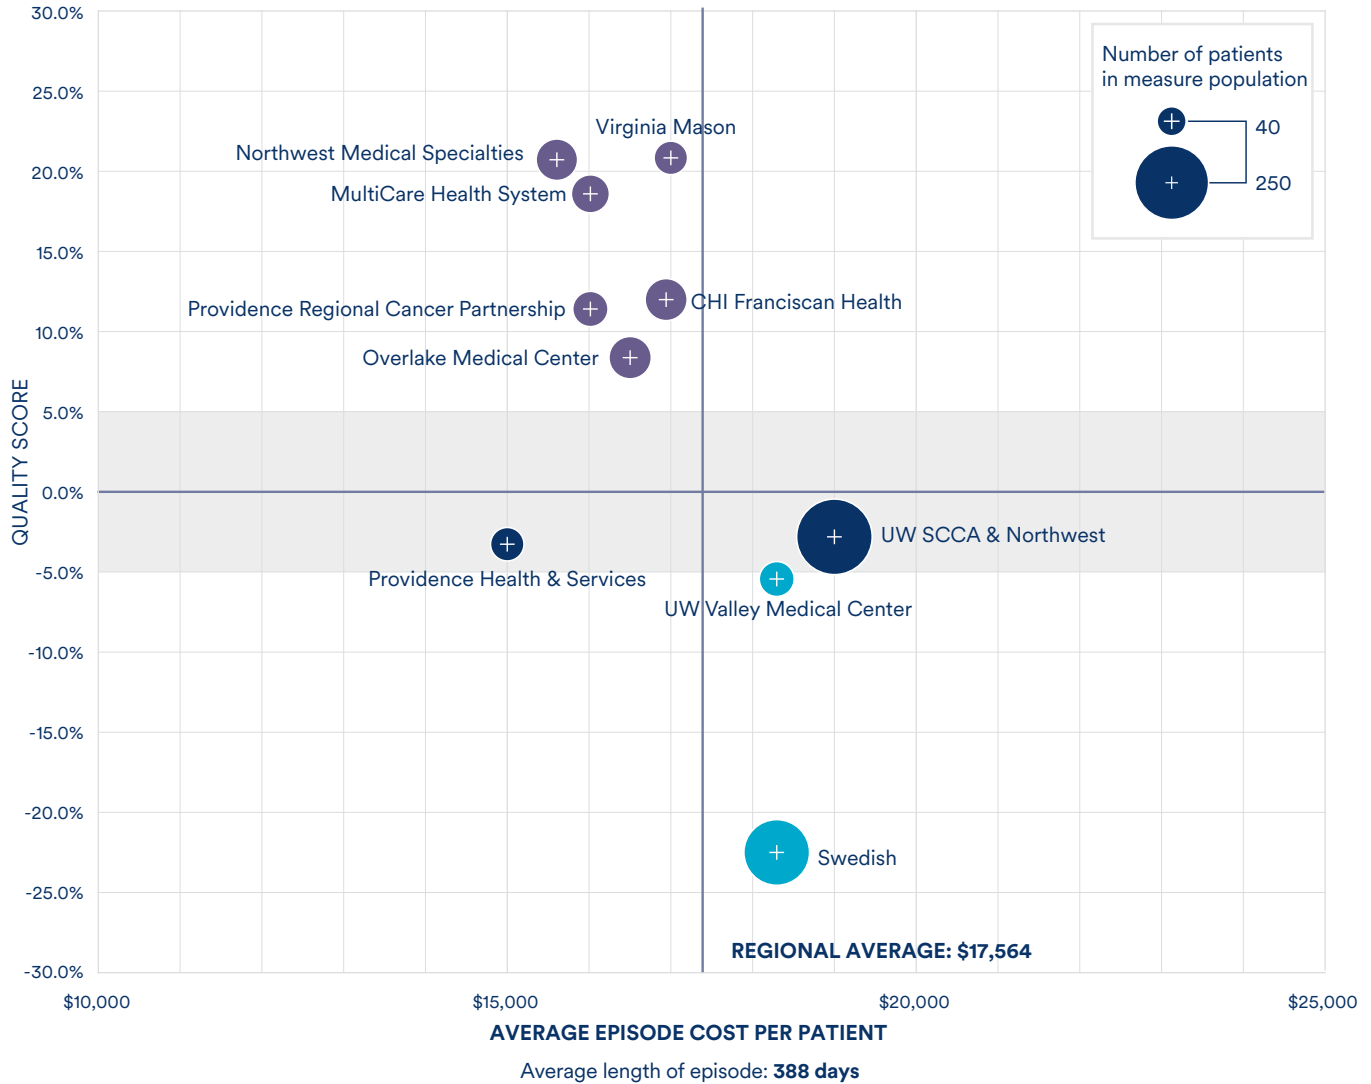 30.0%
25.0%
20.0%
15.0%
10.0%
5.0%
0.0%
-5.0%
-10.0%
-15.0%
-20.0%
-25.0%
-30.0%
QUALITY SCORE
Number of patients
in measure population
40
250
Virginia Mason
Northwest Medical Specialties
MultiCare Health System
CHI Franciscan Health
Providence Regional Cancer Partnership
Overlake Medical Center
UW SCCA & Northwest
Providence Health & Services
UW Valley Medical Center
Swedish
REGIONAL AVERAGE: $17,564
$10,000
$15,000
$20,000
$25,000
AVERAGE EPISODE COST PER PATIENT
Average length of episode: 388 days